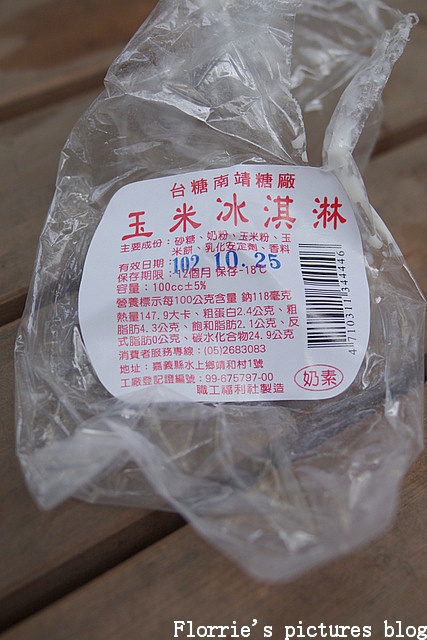 台糖南靖糖廠
玉米冰淇淋
主要成份：砂糖、奶粉、玉米粉、玉
米餅、乳化安定劑、香料
有效日期：102.10.25
保存期限：12個月 保存-18℃
容量：100cc±5%
營養標示每100公克含量 鈉118毫克
熱量147.9大卡、粗蛋白2.4公克、粗
脂肪4.3公克、飽和脂肪2.1公克、反
式脂肪0公克、碳水化合物24.9公克
消費者服務專線：(05)2683083
地址：嘉義縣水上鄉靖和村1號
工廠登記證編號：99-675797-00
職工福利社製造
奶素
4710311344446
Florrie's pictures blog